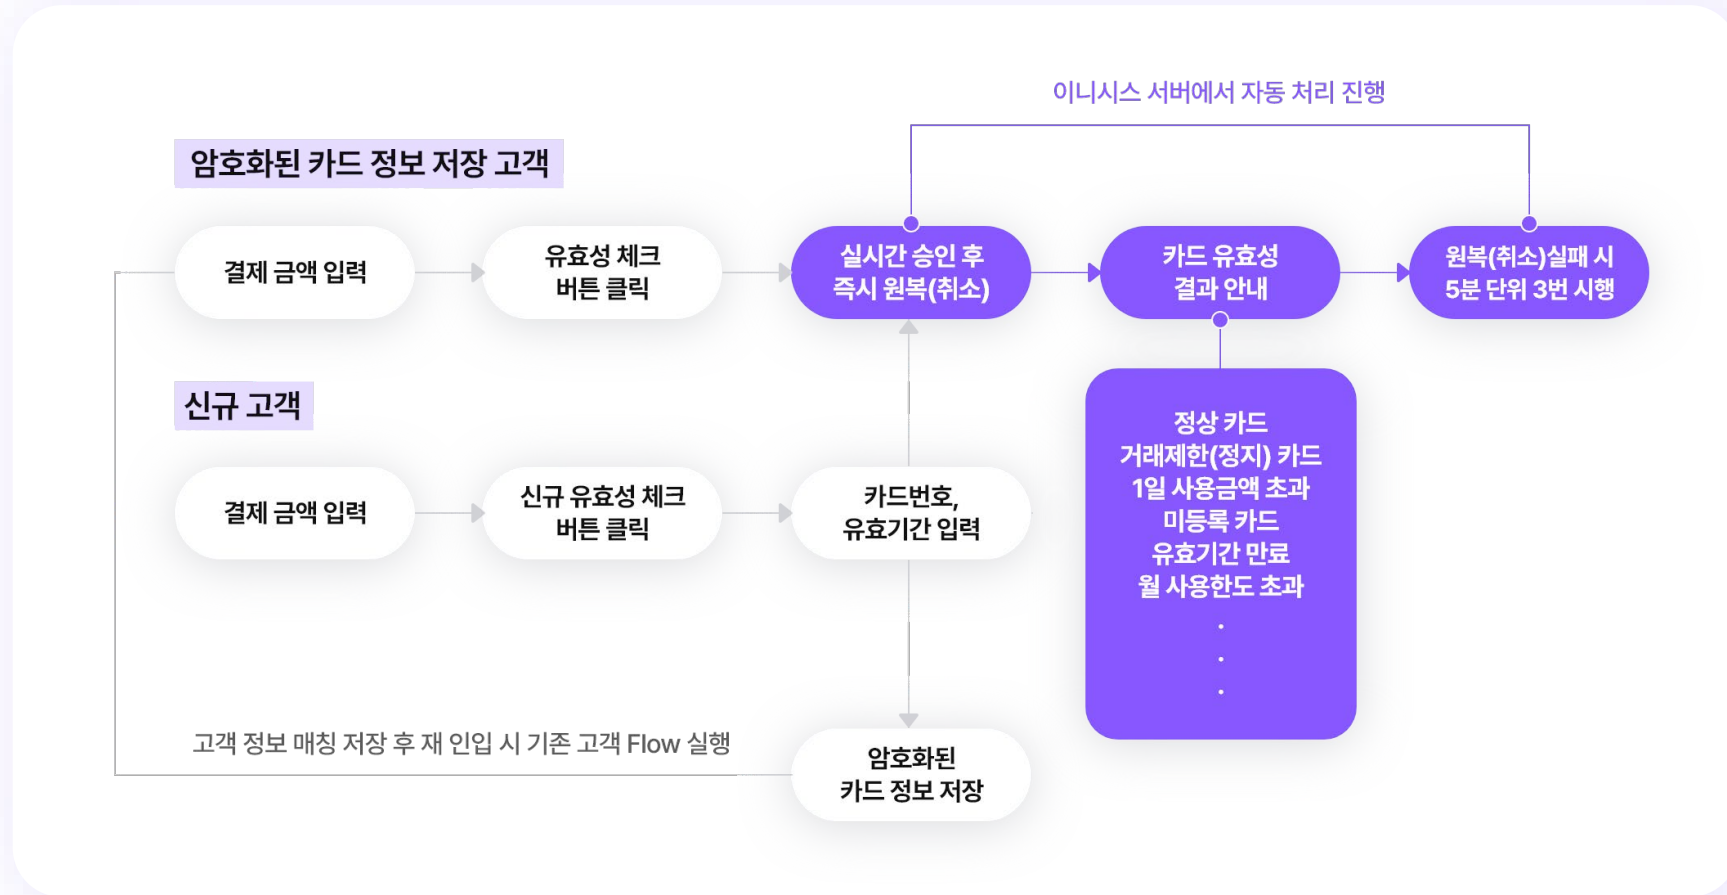 이니시스 서버에서 자동 처리 진행
암호화된 카드 정보 저장 고객
결제 금액 입력
유효성 체크
버튼 클릭
실시간 승인 후
즉시 원복(취소)
카드 유효성
결과 안내
원복(취소)실패 시
5분 단위 3번 시행
신규 고객
결제 금액 입력
신규 유효성 체크
버튼 클릭
카드번호,
유효기간 입력
정상 카드
거래제한(정지) 카드
1일 사용금액 초과
미등록 카드
유효기간 만료
월 사용한도 초과
.
.
.
고객 정보 매칭 저장 후 재 인입 시 기존 고객 Flow 실행
암호화된
카드 정보 저장